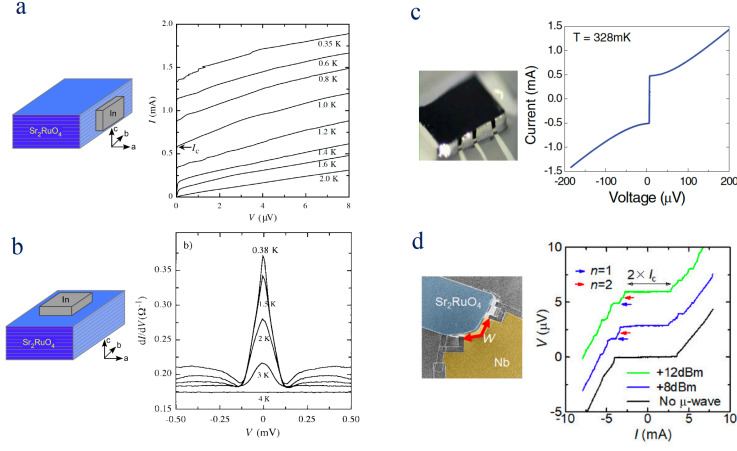 a
In
Sr2RuO4
c
b
a
2.0
1.5
1.0
0.5
0
I (mA)
0.35 K
0.6 K
0.8 K
1.0 K
1.2 K
1.4 K
1.6 K
2.0 K
Ic
0
2
4
6
8
V (μV)
b
In
Sr2RuO4
c
b
a
b)
0.38 K
1.5 K
2 K
3 K
4 K
0.35
0.30
0.25
0.20
0.15
dI/dV(Ω⁻¹)
-0.50
-0.25
0
0.25
0.50
V (mV)
c
T = 328mK
1.5
1.0
0.5
0.0
-0.5
-1.0
-1.5
Current (mA)
-200
-100
0
100
200
Voltage (μV)
d
Sr2RuO4
W
Nb
n=1
n=2
2× Ic
10
5
0
-5
V (μV)
+12dBm
+8dBm
No μ-wave
-10
-5
0
5
10
I (mA)